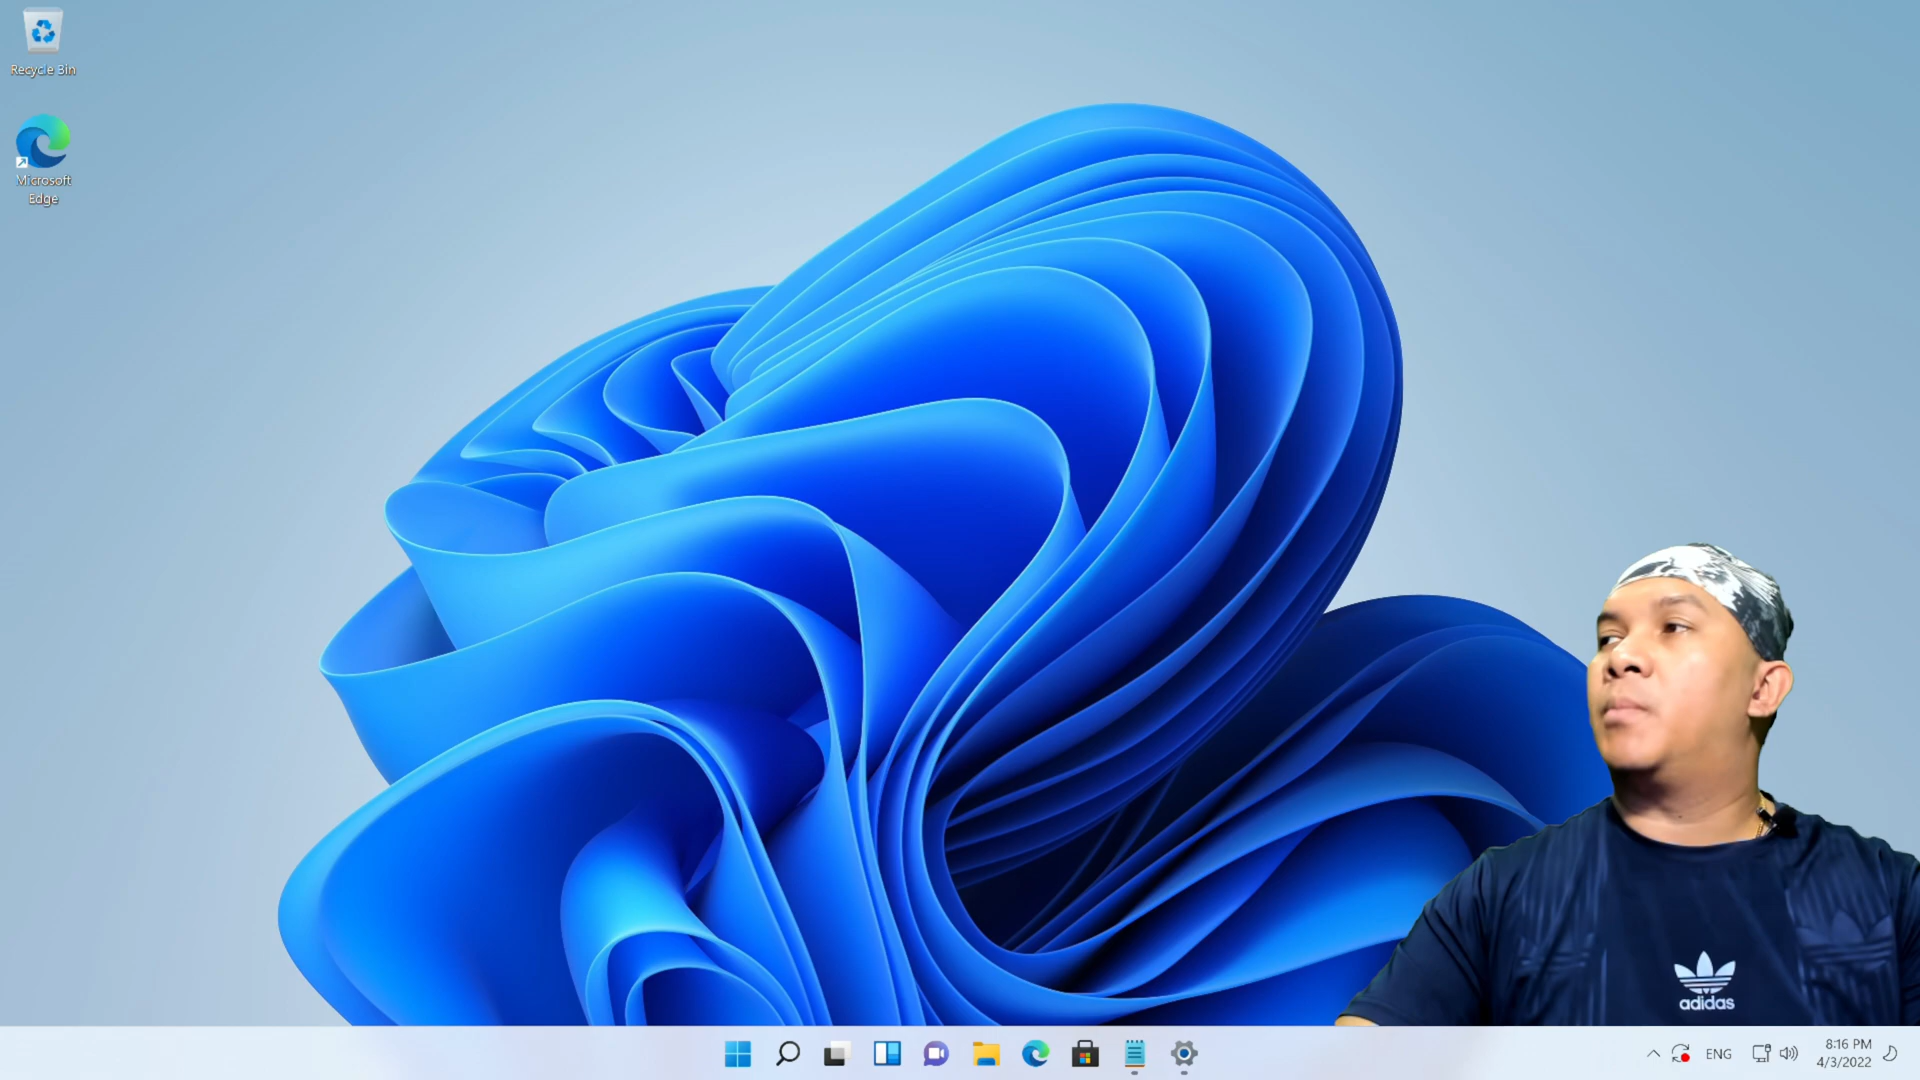 Recycle Bin
Microsoft
Edge
adidas
ENG
8:16 PM
4/3/2022